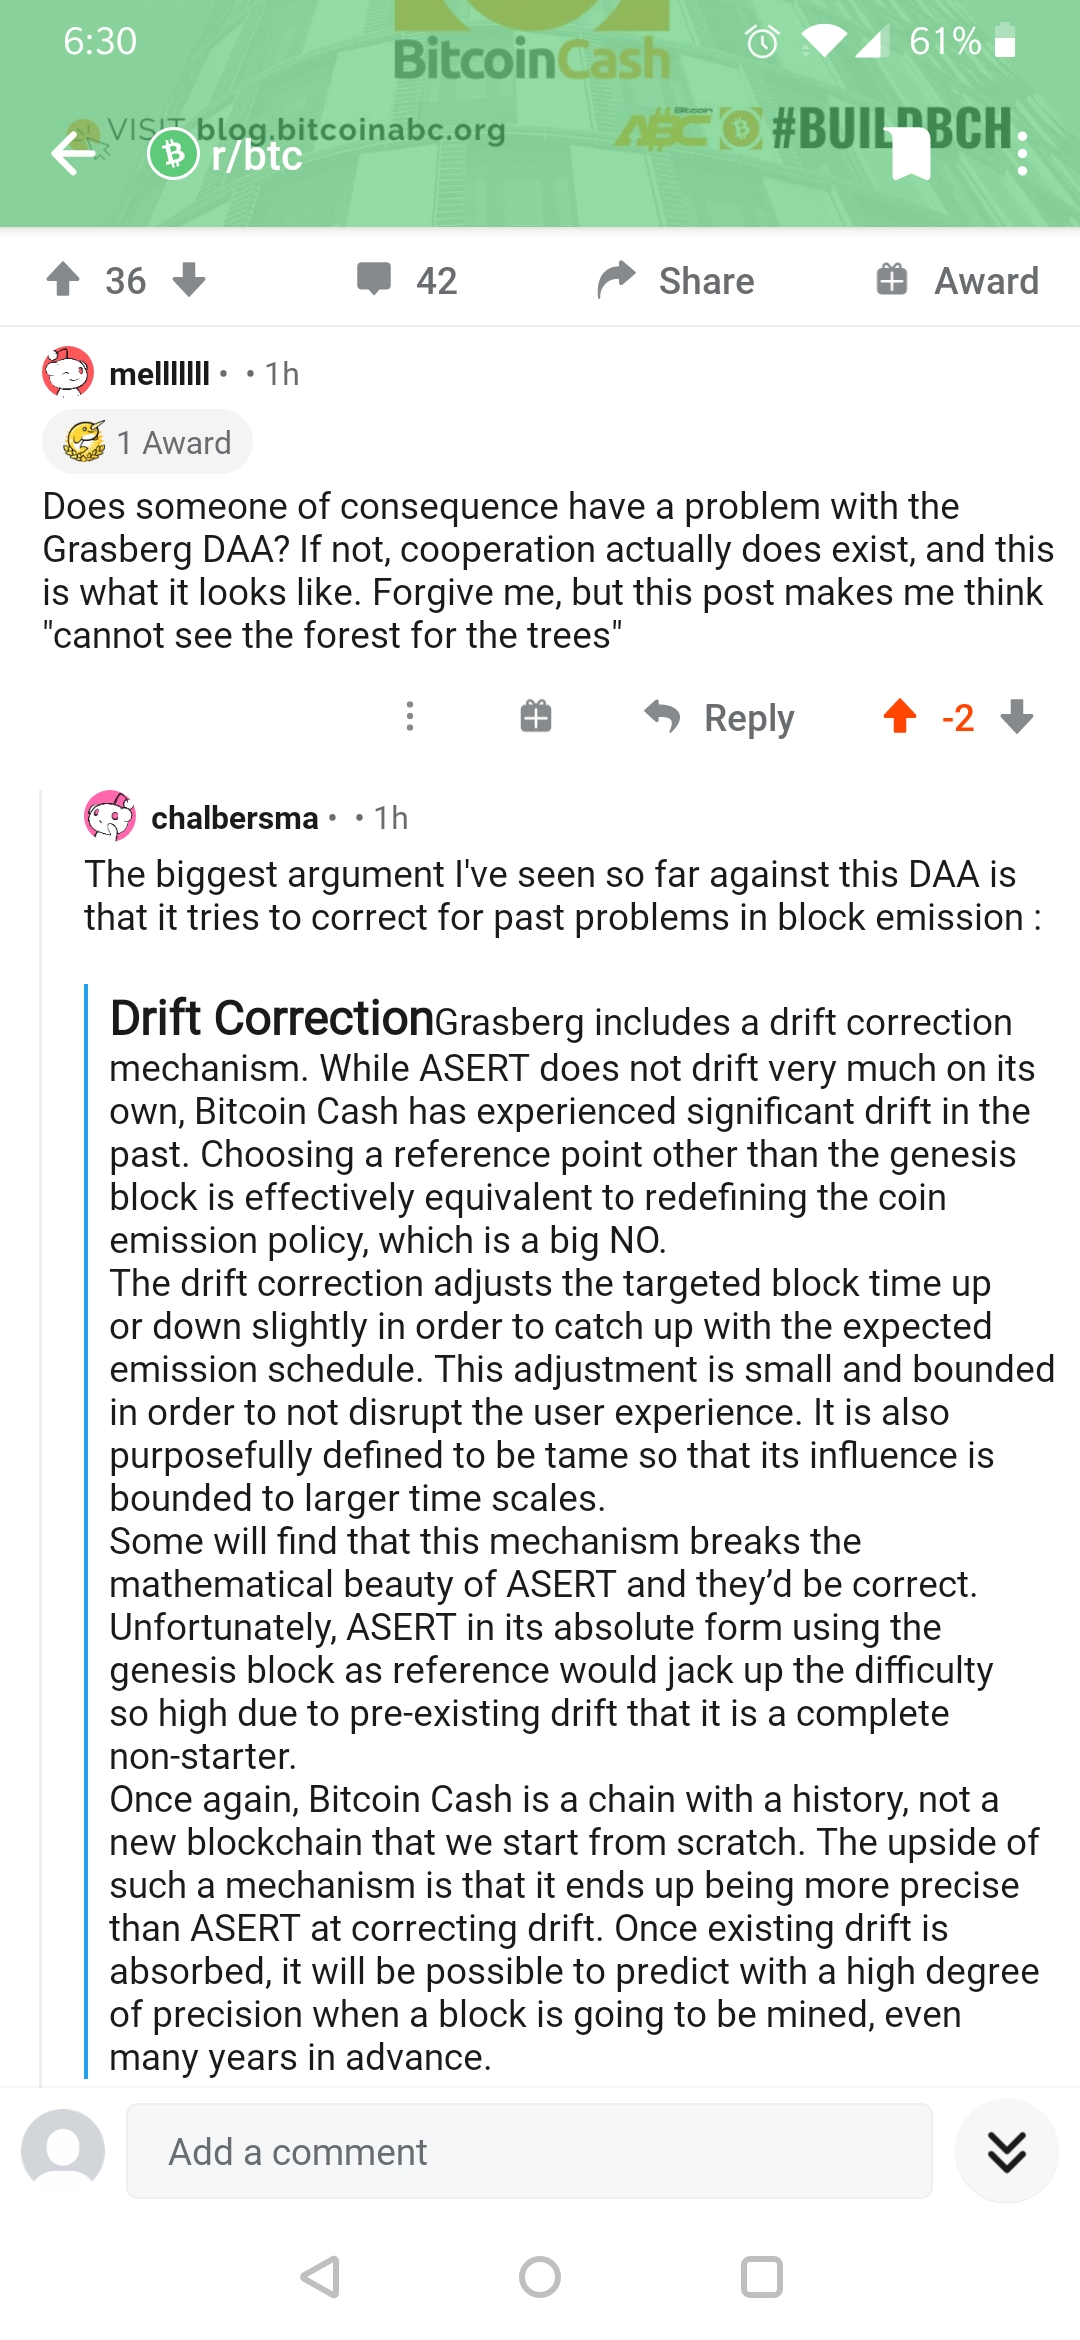 6:30
61%
BitcoinCash
VISIT blog.bitcoinabc.org
Bitcoin
ABC #BUILDBCH
r/btc
36 42 Share Award
melllllll • • 1h
1 Award
Does someone of consequence have a problem with the
Grasberg DAA? If not, cooperation actually does exist, and this
is what it looks like. Forgive me, but this post makes me think
"cannot see the forest for the trees"
Reply -2
chalbersma • • 1h
The biggest argument I've seen so far against this DAA is
that it tries to correct for past problems in block emission :
Drift CorrectionGrasberg includes a drift correction
mechanism. While ASERT does not drift very much on its
own, Bitcoin Cash has experienced significant drift in the
past. Choosing a reference point other than the genesis
block is effectively equivalent to redefining the coin
emission policy, which is a big NO.
The drift correction adjusts the targeted block time up
or down slightly in order to catch up with the expected
emission schedule. This adjustment is small and bounded
in order to not disrupt the user experience. It is also
purposefully defined to be tame so that its influence is
bounded to larger time scales.
Some will find that this mechanism breaks the
mathematical beauty of ASERT and they’d be correct.
Unfortunately, ASERT in its absolute form using the
genesis block as reference would jack up the difficulty
so high due to pre-existing drift that it is a complete
non-starter.
Once again, Bitcoin Cash is a chain with a history, not a
new blockchain that we start from scratch. The upside of
such a mechanism is that it ends up being more precise
than ASERT at correcting drift. Once existing drift is
absorbed, it will be possible to predict with a high degree
of precision when a block is going to be mined, even
many years in advance.
Add a comment